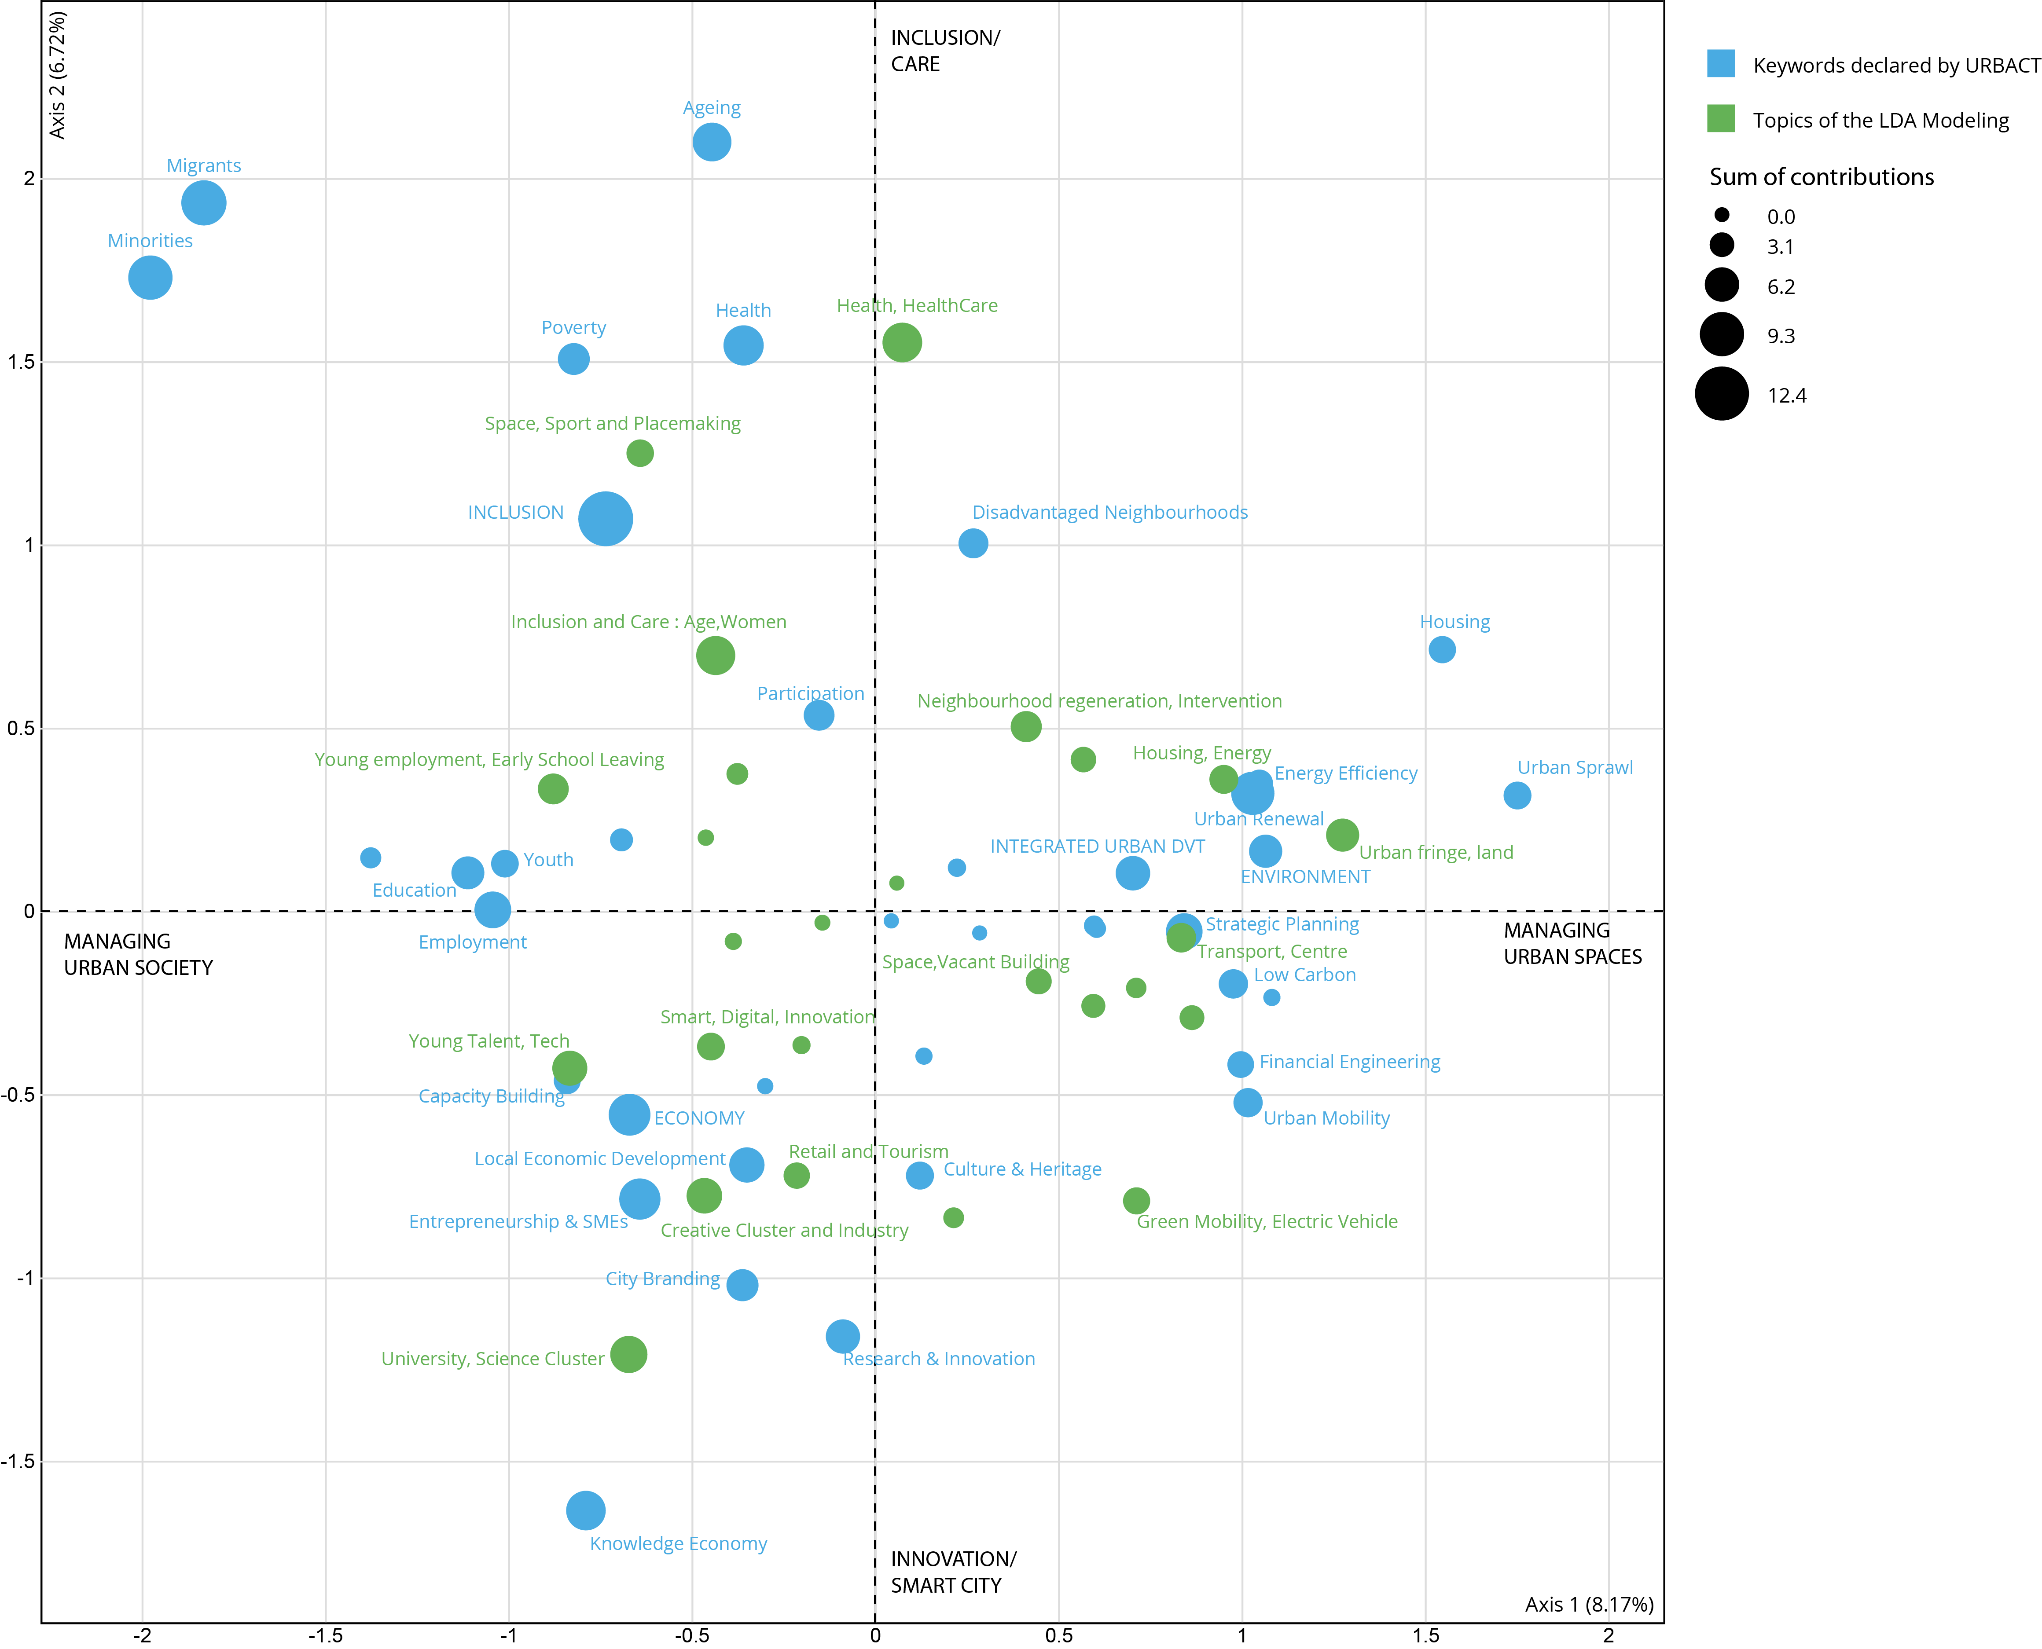 Axis 2 (6.72%)
INCLUSION/
CARE
Keywords declared by URBACT
Topics of the LDA Modeling
Sum of contributions
0.0
3.1
6.2
9.3
12.4
Ageing
Migrants
2
Minorities
Health, HealthCare
Health
Poverty
1.5
Space, Sport and Placemaking
INCLUSION
Disadvantaged Neighbourhoods
1
Inclusion and Care : Age,Women
Housing
Participation
Neighbourhood regeneration, Intervention
0.5
Young employment, Early School Leaving
Housing, Energy
Energy Efficiency
Urban Sprawl
Urban Renewal
INTEGRATED URBAN DVT
Urban fringe, land
Youth
ENVIRONMENT
Education
0
Strategic Planning
Employment
MANAGING
URBAN SOCIETY
MANAGING
URBAN SPACES
Transport, Centre
Space,Vacant Building
Low Carbon
Smart, Digital, Innovation
Young Talent, Tech
Financial Engineering
-0.5
Capacity Building
ECONOMY
Urban Mobility
Retail and Tourism
Local Economic Development
Culture & Heritage
Entrepreneurship & SMEs
Creative Cluster and Industry
Green Mobility, Electric Vehicle
-1
City Branding
University, Science Cluster
Research & Innovation
-1.5
Knowledge Economy
INNOVATION/
SMART CITY
Axis 1 (8.17%)
-2 -1.5 -1 -0.5 0 0.5 1 1.5 2